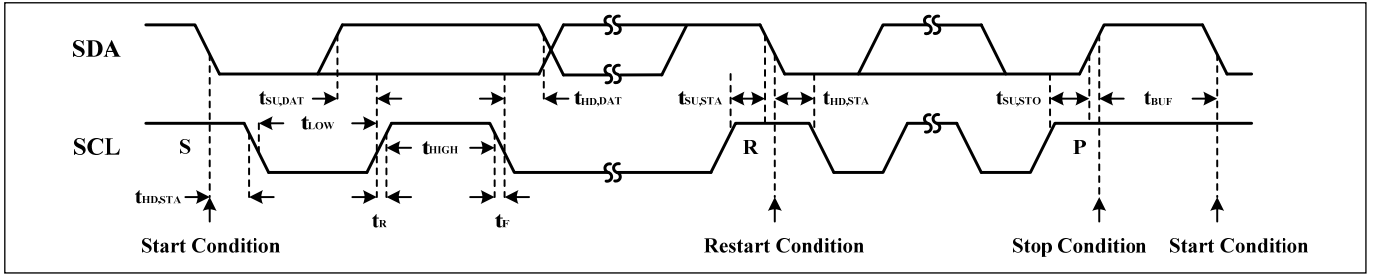 SDA
tSU,DAT
tHD,DAT
tSU,STA
tHD,STA
tSU,STO
tBUF
tLOW
SCL
S
tHIGH
R
P
tHD,STA
tR
tF
Start Condition
Restart Condition
Stop Condition
Start Condition